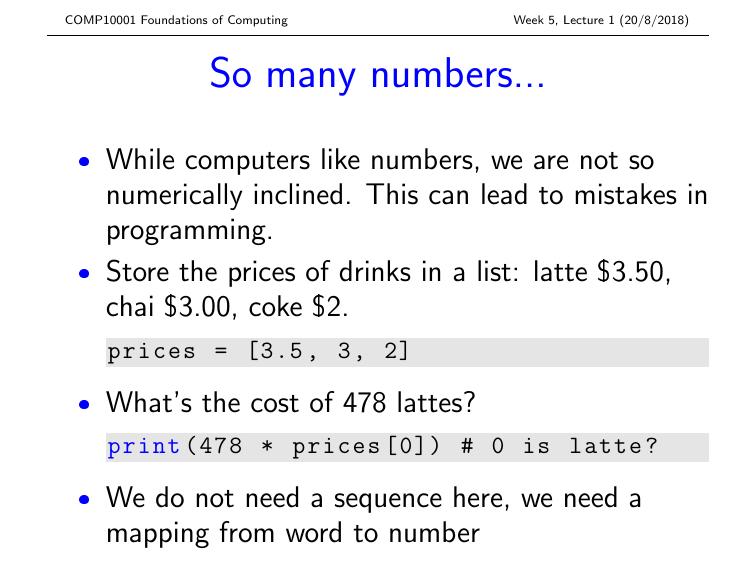 COMP10001 Foundations of Computing Week 5, Lecture 1 (20/8/2018)
So many numbers...
• While computers like numbers, we are not so
numerically inclined. This can lead to mistakes in
programming.
• Store the prices of drinks in a list: latte $3.50,
chai $3.00, coke $2.
prices = [3.5, 3, 2]
• What's the cost of 478 lattes?
print(478 * prices[0]) # 0 is latte?
• We do not need a sequence here, we need a
mapping from word to number